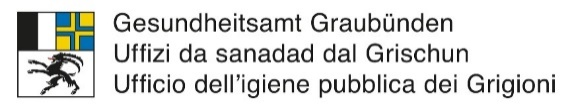 Gesundheitsamt Graubünden
Uffizi da sanadad dal Grischun
Ufficio dell'igiene pubblica dei Grigioni